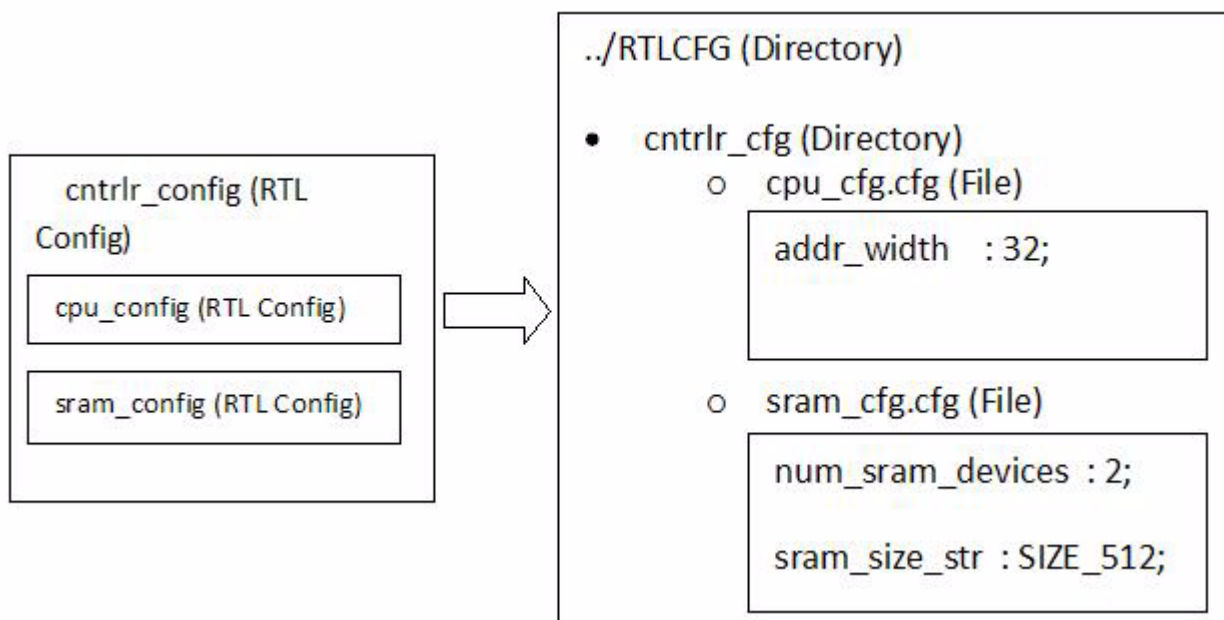 cntrlr_config (RTL
Config)
cpu_config (RTL Config)
sram_config (RTL Config)
../RTLCFG (Directory)
• cntrlr_cfg (Directory)
o cpu_cfg.cfg (File)
addr_width : 32;
o sram_cfg.cfg (File)
num_sram_devices : 2;
sram_size_str : SIZE_512;